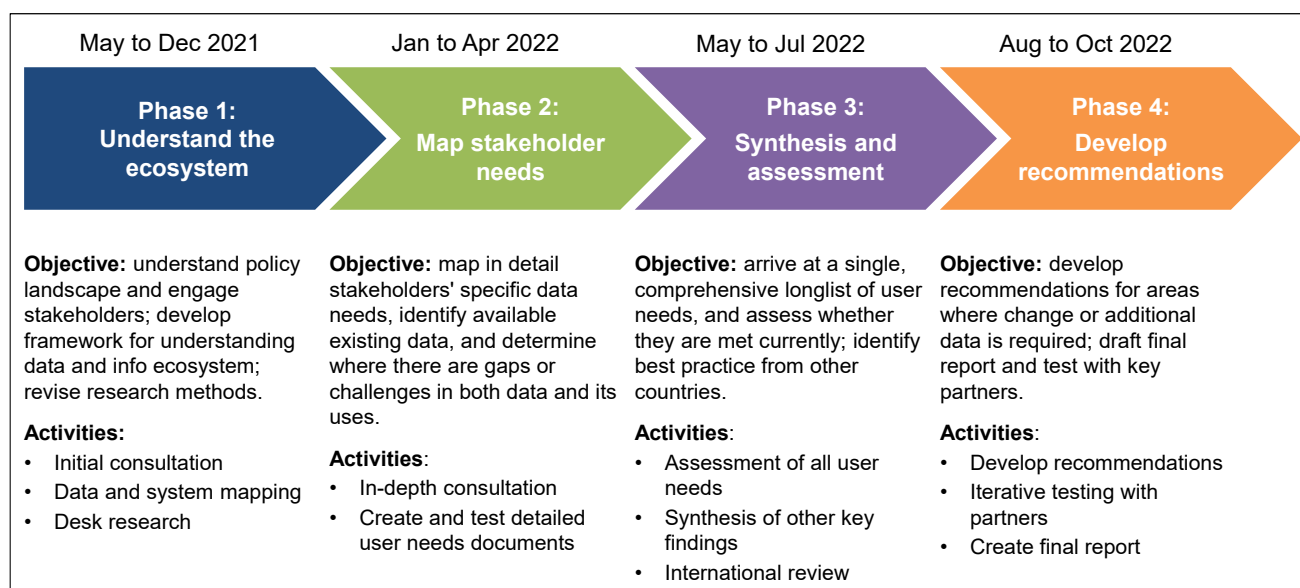 May to Dec 2021
Jan to Apr 2022
May to Jul 2022
Aug to Oct 2022
Phase 1:
Understand the
ecosystem
Phase 2:
Map stakeholder
needs
Phase 3:
Synthesis and
assessment
Phase 4:
Develop
recommendations
Objective: understand policy
landscape and engage
stakeholders; develop
framework for understanding
data and info ecosystem;
revise research methods.
Activities:
• Initial consultation
• Data and system mapping
• Desk research
Objective: map in detail
stakeholders' specific data
needs, identify available
existing data, and determine
where there are gaps or
challenges in both data and its
uses.
Activities:
• In-depth consultation
• Create and test detailed
user needs documents
Objective: arrive at a single,
comprehensive longlist of user
needs, and assess whether
they are met currently; identify
best practice from other
countries.
Activities:
• Assessment of all user
needs
• Synthesis of other key
findings
• International review
Objective: develop
recommendations for areas
where change or additional
data is required; draft final
report and test with key
partners.
Activities:
• Develop recommendations
• Iterative testing with
partners
• Create final report